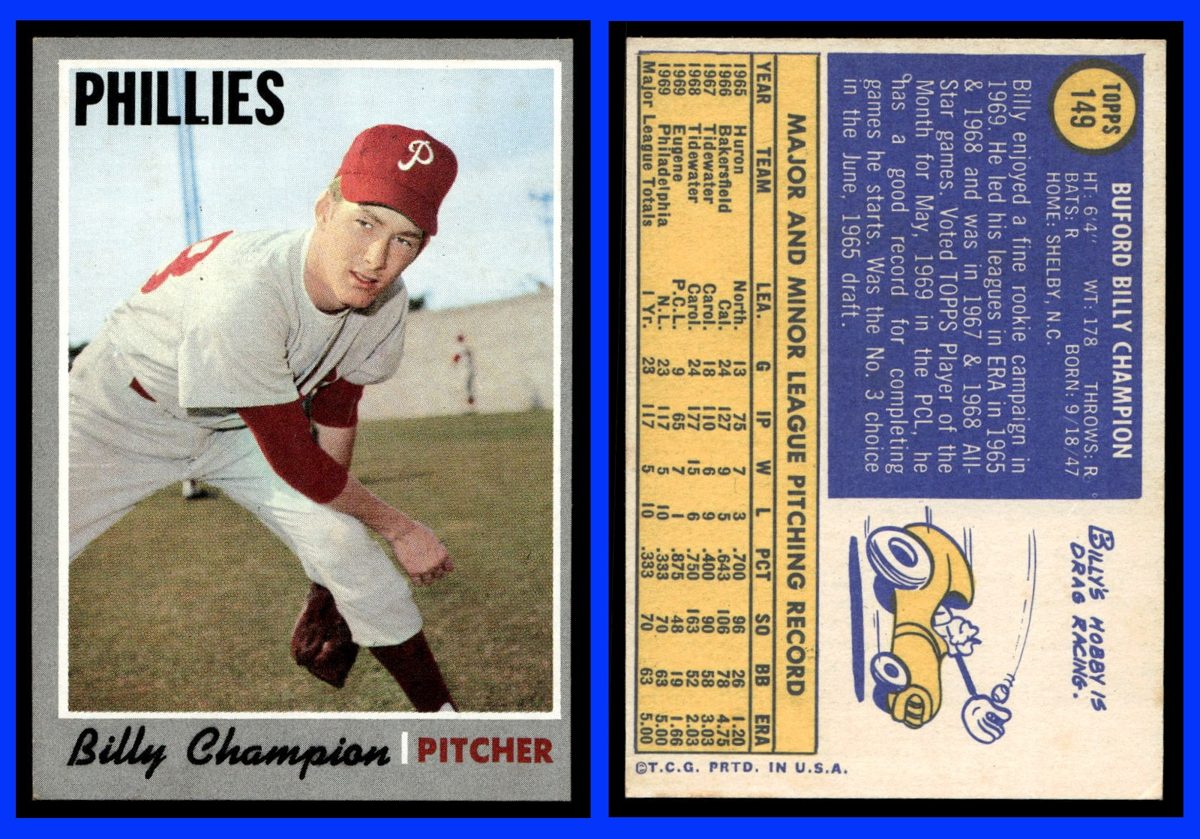 PHILLIES
P
Billy Champion | PITCHER
TOPPS
149
BUFORD BILLY CHAMPION
HT: 6'4" WT: 178 THROWS: R
BATS: R BORN: 9/18/47
HOME: SHELBY, N.C.
Billy enjoyed a fine rookie campaign in
1969. He led his leagues in ERA in 1965
& 1968 and was in 1967 & 1968 All-
Star games. Voted TOPPS Player of the
Month for May, 1969 in the PCL, he
has a good record for completing
games he starts. Was the No. 3 choice
in the June, 1965 draft.
BILLY'S HOBBY IS
DRAG RACING.
MAJOR AND MINOR LEAGUE PITCHING RECORD
YEAR TEAM LEA. G IP W L PCT SO BB ERA
1965 Huron North. 13 75 7 3 .700 96 26 1.20
1966 Bakersfield Cal. 24 127 9 5 .643 106 78 4.75
1967 Tidewater Carol. 18 110 6 9 .400 90 58 3.03
1968 Tidewater Carol. 24 177 15 6 .750 163 52 2.03
1969 Eugene P.C.L. 9 65 7 1 .875 48 19 1.66
1969 Philadelphia N.L. 23 117 5 10 .333 70 63 5.00
Major League Totals 1 Yr. 23 117 5 10 .333 70 63 5.00
©T.C.G. PRTD. IN U.S.A.